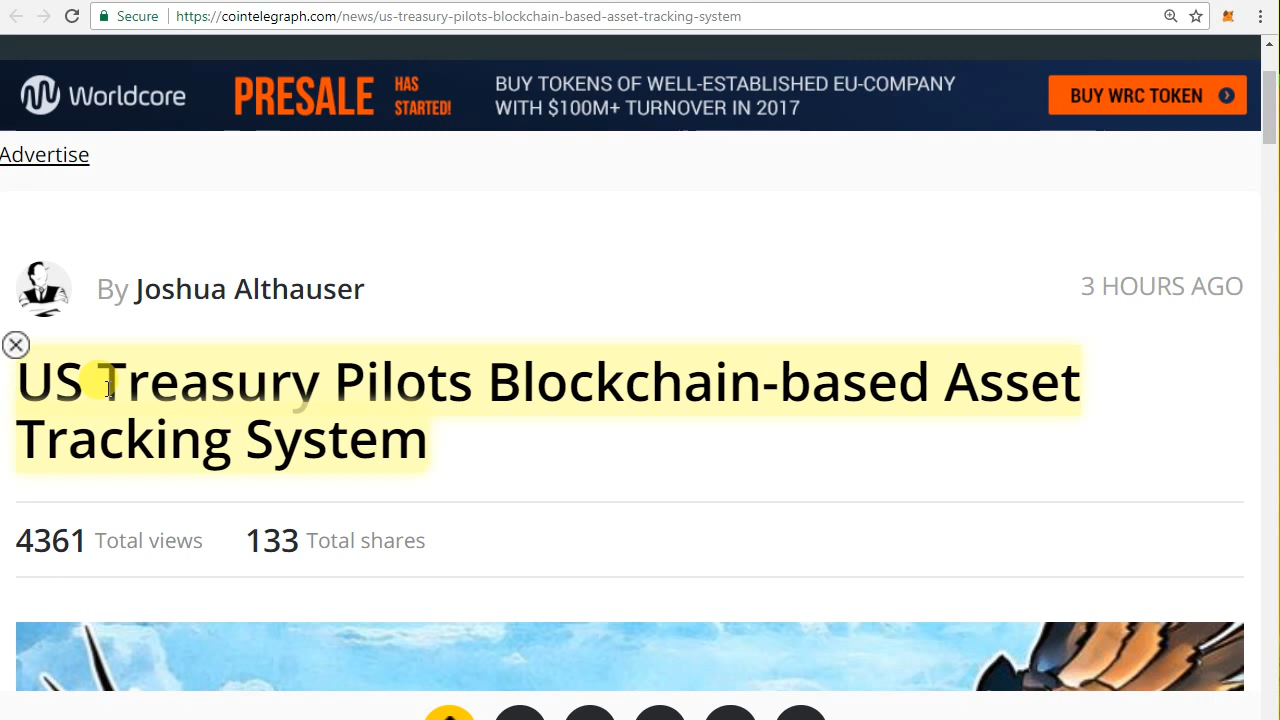 Secure https://cointelegraph.com/news/us-treasury-pilots-blockchain-based-asset-tracking-system
Worldcore PRESALE HAS STARTED! BUY TOKENS OF WELL-ESTABLISHED EU-COMPANY WITH $100M+ TURNOVER IN 2017 BUY WRC TOKEN
Advertise
By Joshua Althauser 3 HOURS AGO
US Treasury Pilots Blockchain-based Asset
Tracking System
4361 Total views 133 Total shares